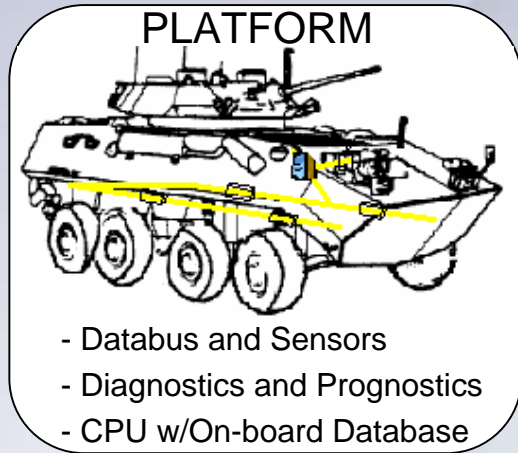 PLATFORM
- Databus and Sensors
- Diagnostics and Prognostics
- CPU w/On-board Database